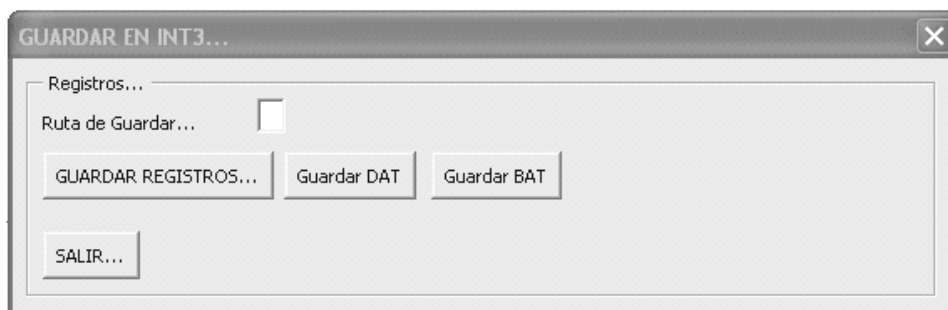 GUARDAR EN INT3...
Registros...
Ruta de Guardar...
GUARDAR REGISTROS... Guardar DAT Guardar BAT
SALIR...